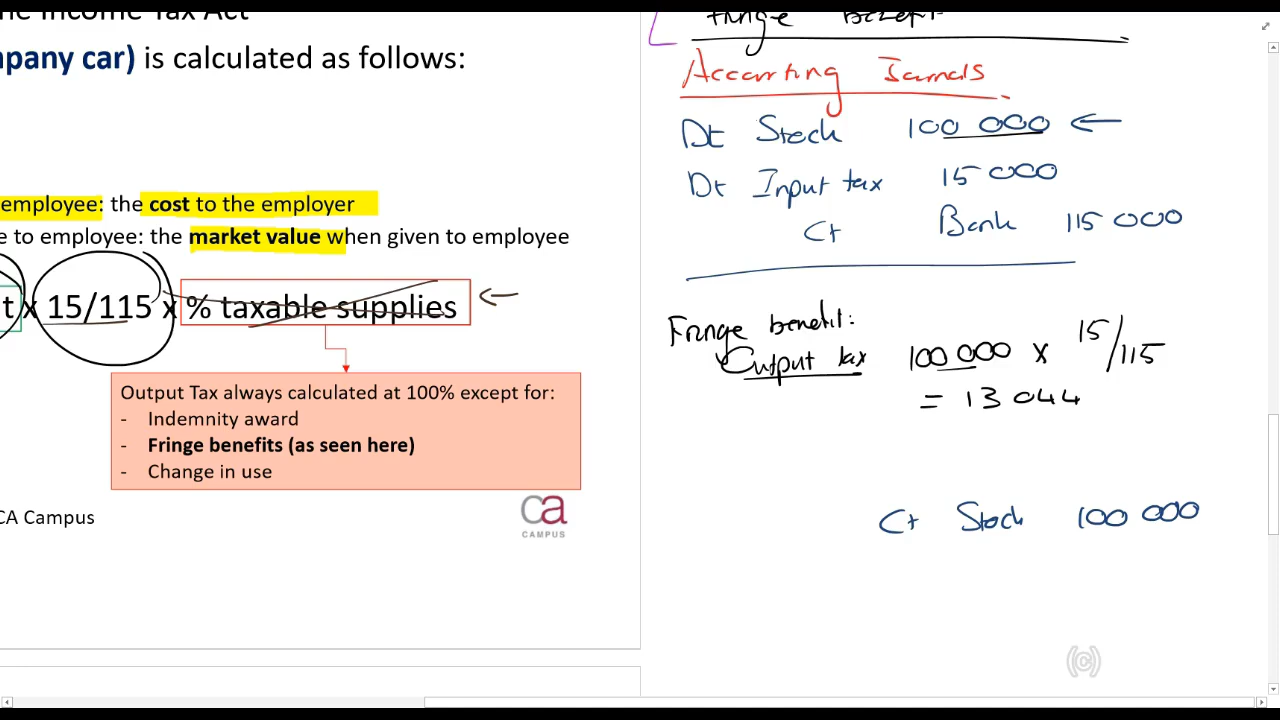 he Income Tax Act
mpany car) is calculated as follows:
employee: the cost to the employer
e to employee: the market value when given to employee
t x 15/115 x % taxable supplies
Output Tax always calculated at 100% except for:
- Indemnity award
- Fringe benefits (as seen here)
- Change in use
CA Campus
ca
CAMPUS
Fringe benefit
Accounting Journals
Dt Stock 100 000 ←
Dt Input tax 15 000
Ct Bank 115 000
Fringe benefit:
Output tax 100 000 x 15/115
= 13 044
Ct Stock 100 000
(c)